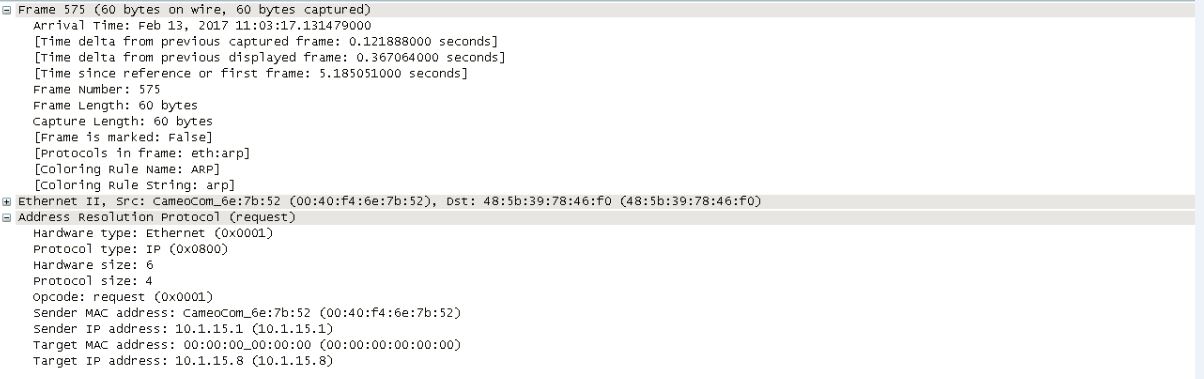 Frame 575 (60 bytes on wire, 60 bytes captured)
Arrival Time: Feb 13, 2017 11:03:17.131479000
[Time delta from previous captured frame: 0.121888000 seconds]
[Time delta from previous displayed frame: 0.367064000 seconds]
[Time since reference or first frame: 5.185051000 seconds]
Frame Number: 575
Frame Length: 60 bytes
Capture Length: 60 bytes
[Frame is marked: False]
[Protocols in frame: eth:arp]
[Coloring Rule Name: ARP]
[Coloring Rule String: arp]
Ethernet II, Src: CameoCom_6e:7b:52 (00:40:f4:6e:7b:52), Dst: 48:5b:39:78:46:f0 (48:5b:39:78:46:f0)
Address Resolution Protocol (request)
Hardware type: Ethernet (0x0001)
Protocol type: IP (0x0800)
Hardware size: 6
Protocol size: 4
Opcode: request (0x0001)
Sender MAC address: CameoCom_6e:7b:52 (00:40:f4:6e:7b:52)
Sender IP address: 10.1.15.1 (10.1.15.1)
Target MAC address: 00:00:00_00:00:00 (00:00:00:00:00:00)
Target IP address: 10.1.15.8 (10.1.15.8)